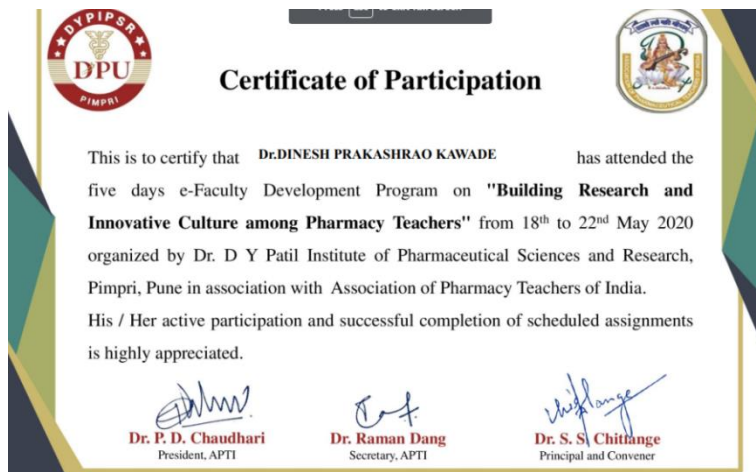 DYPIPSR
DPU
PIMPRI
Certificate of Participation
This is to certify that Dr.DINESH PRAKASHRAO KAWADE has attended the
five days e-Faculty Development Program on "Building Research and
Innovative Culture among Pharmacy Teachers" from 18th to 22nd May 2020
organized by Dr. D Y Patil Institute of Pharmaceutical Sciences and Research,
Pimpri, Pune in association with Association of Pharmacy Teachers of India.
His / Her active participation and successful completion of scheduled assignments
is highly appreciated.
Dr. P. D. Chaudhari Dr. Raman Dang Dr. S. S. Chitlange
President, APTI Secretary, APTI Principal and Convener